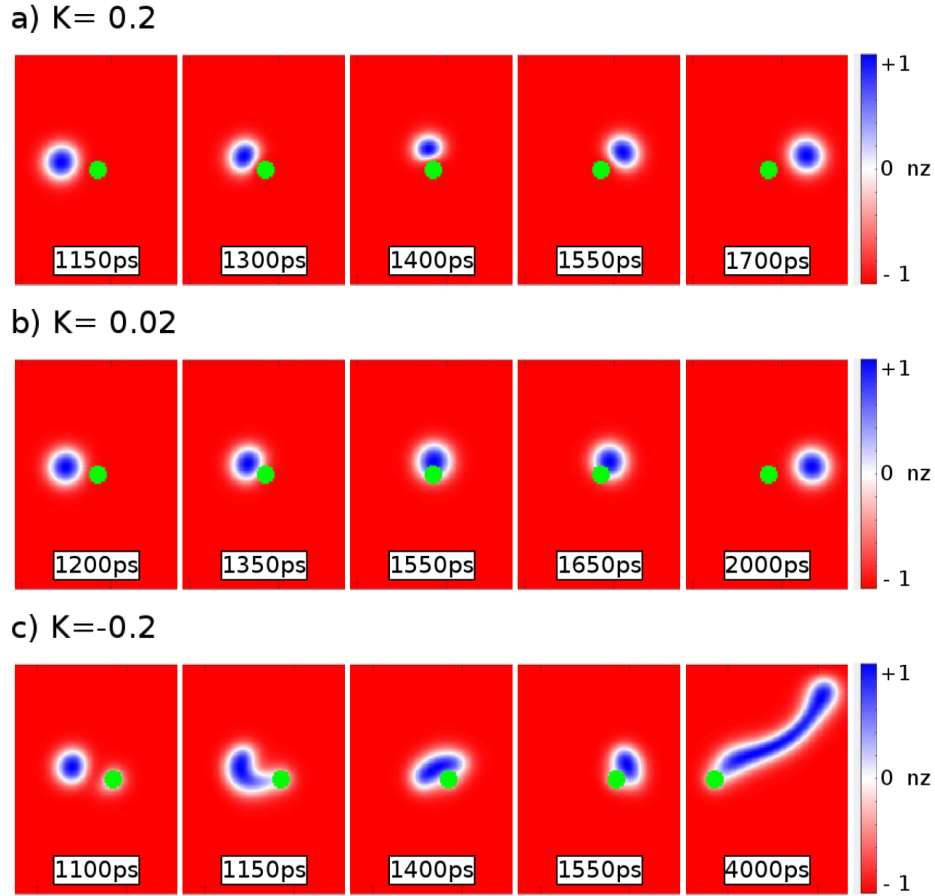 a) K= 0.2
+1
0 nz
- 1
1150ps 1300ps 1400ps 1550ps 1700ps
b) K= 0.02
+1
0 nz
- 1
1200ps 1350ps 1550ps 1650ps 2000ps
c) K=-0.2
+1
0 nz
- 1
1100ps 1150ps 1400ps 1550ps 4000ps